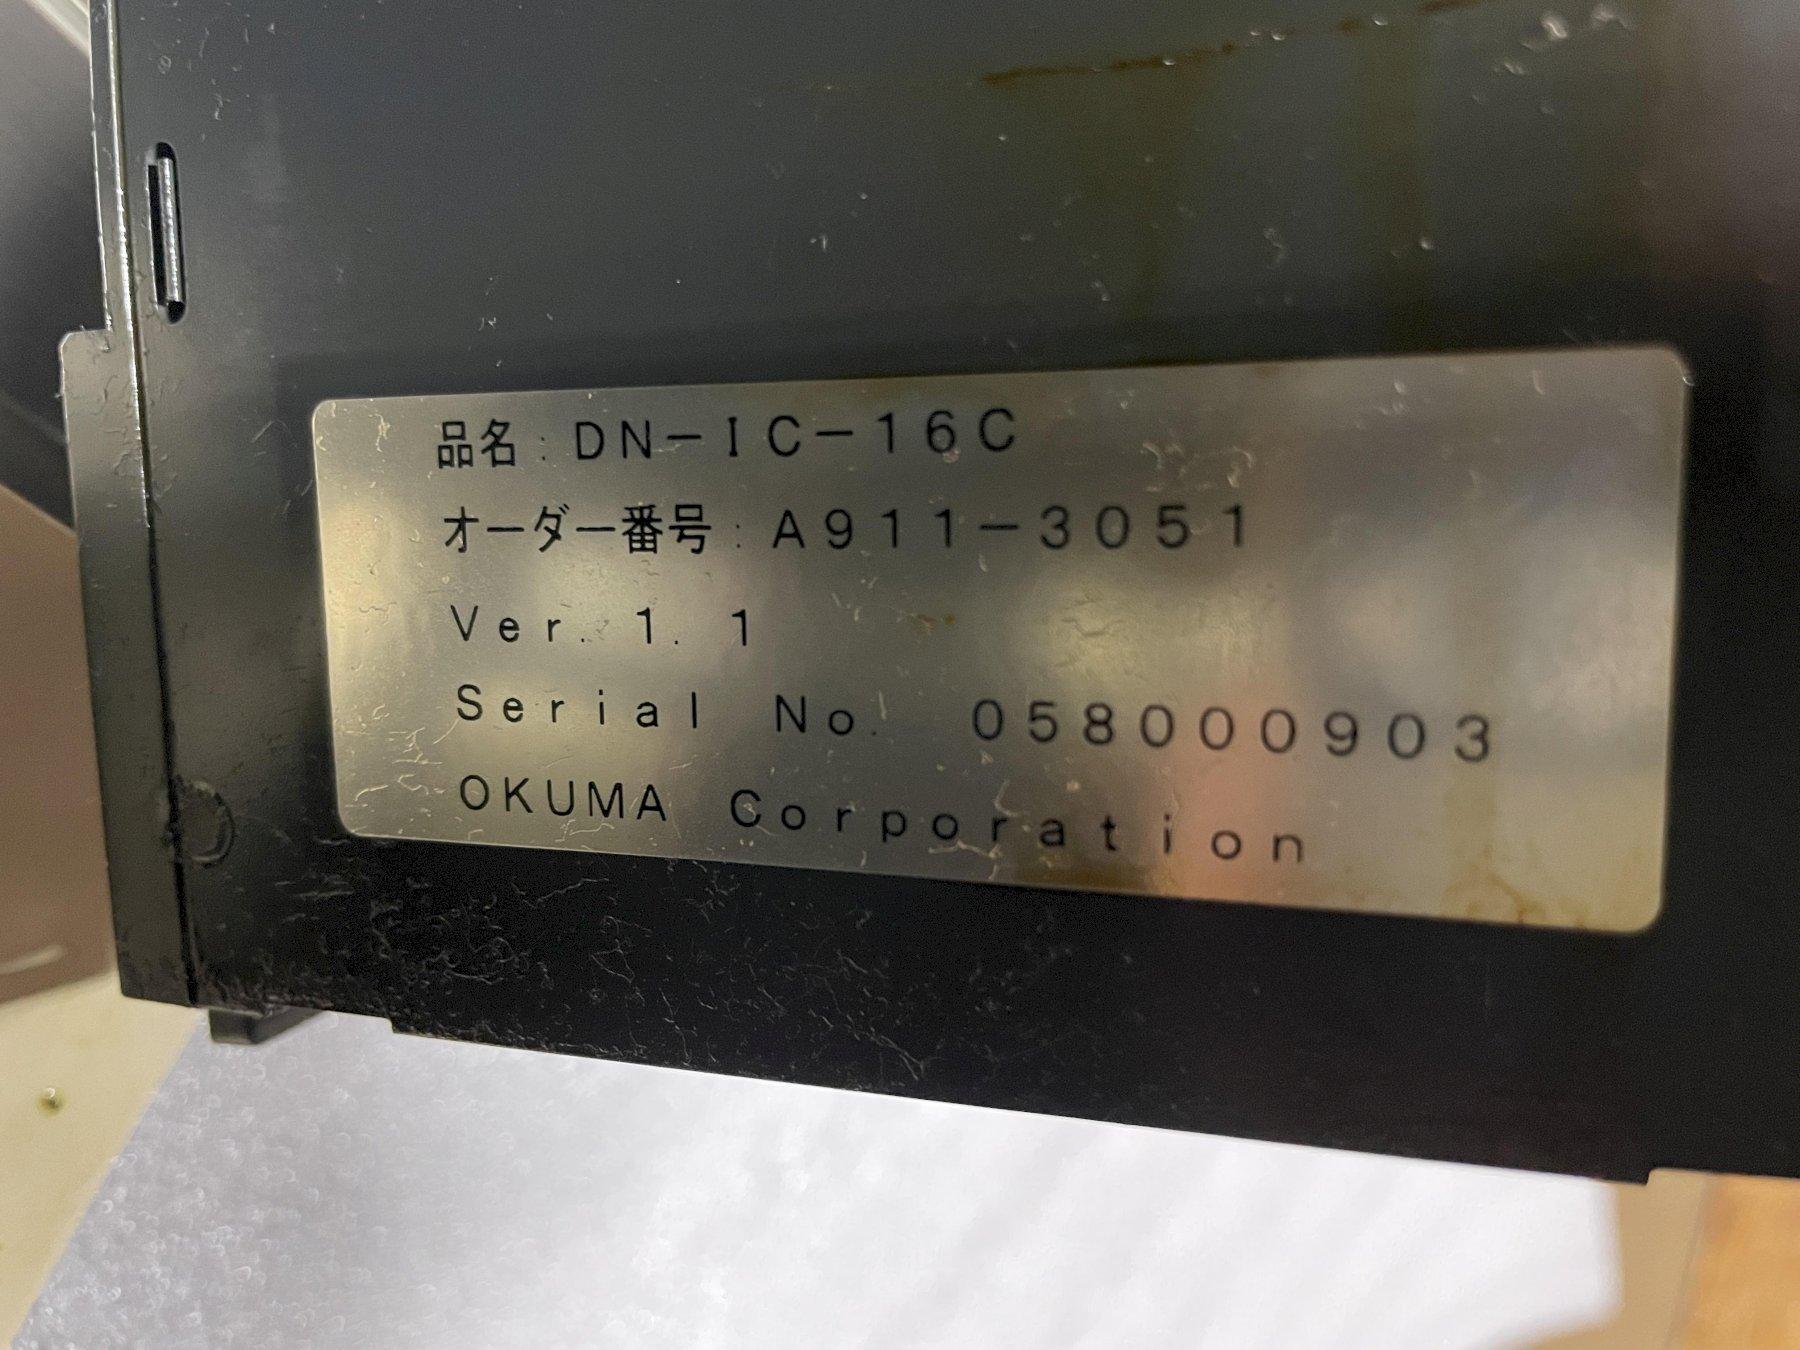 品名: DN-IC-16C
オーダー番号: A911-3051
Ver. 1. 1
Serial No. 058000903
OKUMA Corporation